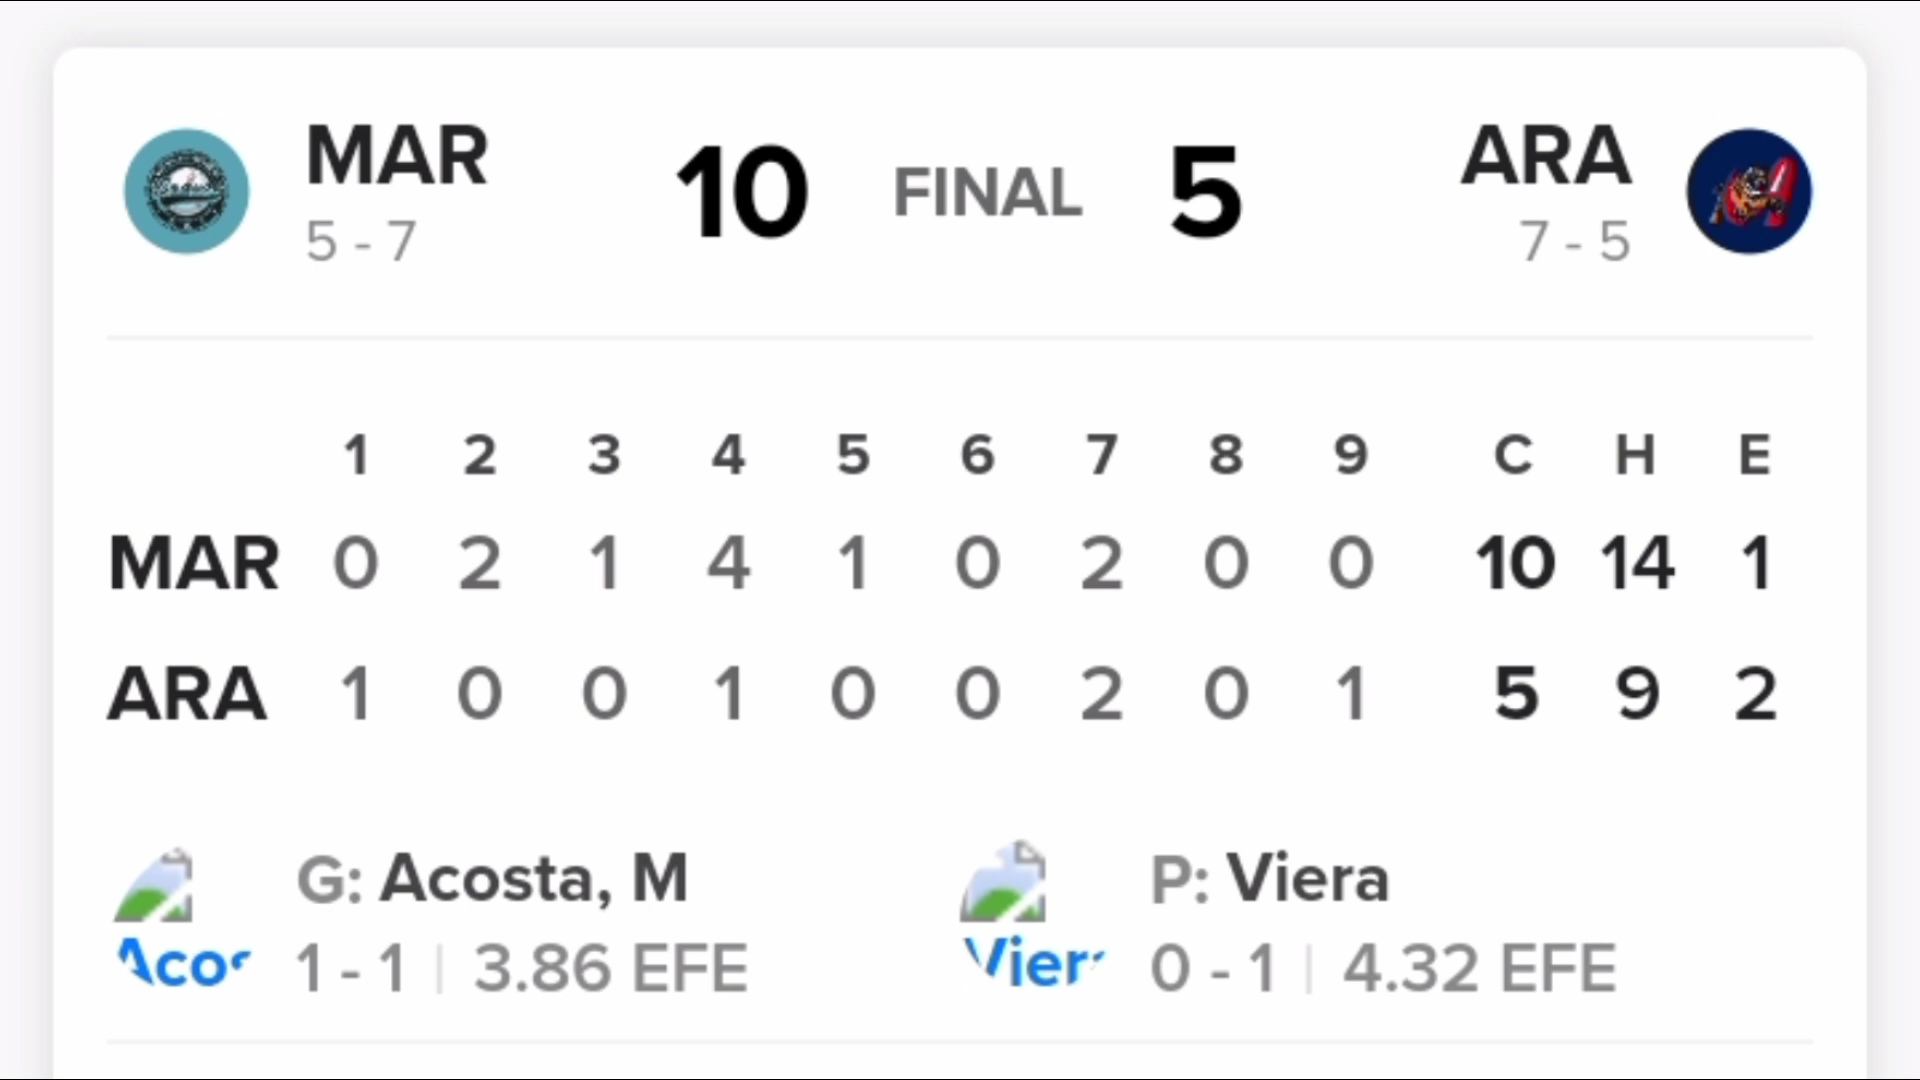 MAR 10 FINAL 5 ARA
5 - 7 7 - 5
1 2 3 4 5 6 7 8 9 C H E
MAR 0 2 1 4 1 0 2 0 0 10 14 1
ARA 1 0 0 1 0 0 2 0 1 5 9 2
G: Acosta, M P: Viera
1 - 1 | 3.86 EFE 0 - 1 | 4.32 EFE